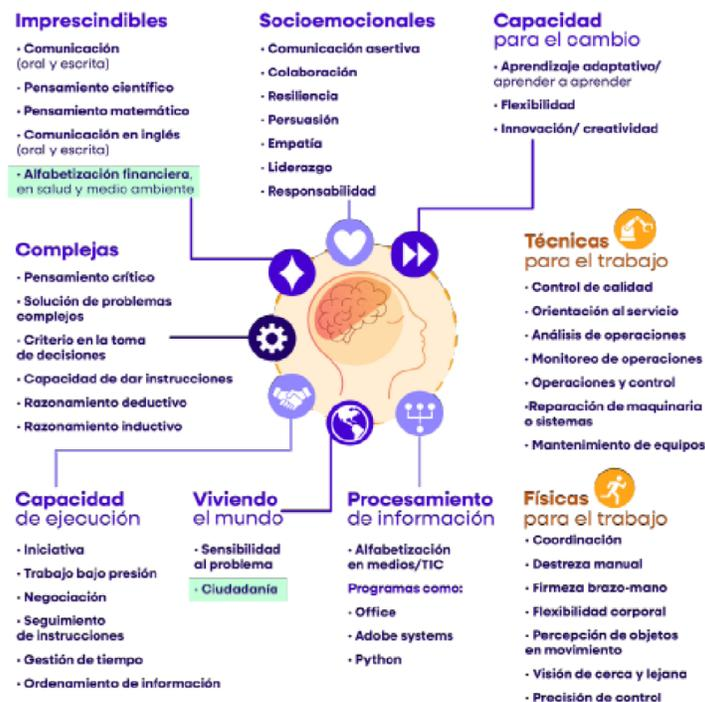 Imprescindibles
· Comunicación
(oral y escrita)
· Pensamiento científico
· Pensamiento matemático
· Comunicación en inglés
(oral y escrita)
· Alfabetización financiera,
en salud y medio ambiente
Socioemocionales
· Comunicación asertiva
· Colaboración
· Resiliencia
· Persuasión
· Empatía
· Liderazgo
· Responsabilidad
Capacidad
para el cambio
· Aprendizaje adaptativo/
aprender a aprender
· Flexibilidad
· Innovación/ creatividad
Complejas
· Pensamiento crítico
· Solución de problemas
complejos
· Criterio en la toma
de decisiones
· Capacidad de dar instrucciones
· Razonamiento deductivo
· Razonamiento inductivo
Técnicas
para el trabajo
· Control de calidad
· Orientación al servicio
· Análisis de operaciones
· Monitoreo de operaciones
· Operaciones y control
·Reparación de maquinaria
o sistemas
· Mantenimiento de equipos
Capacidad
de ejecución
· Iniciativa
· Trabajo bajo presión
· Negociación
· Seguimiento
de instrucciones
· Gestión de tiempo
· Ordenamiento de información
Viviendo
el mundo
· Sensibilidad
al problema
· Ciudadanía
Procesamiento
de información
· Alfabetización
en medios/TIC
Programas como:
· Office
· Adobe systems
· Python
Físicas
para el trabajo
· Coordinación
· Destreza manual
· Firmeza brazo-mano
· Flexibilidad corporal
· Percepción de objetos
en movimiento
· Visión de cerca y lejana
· Precisión de control